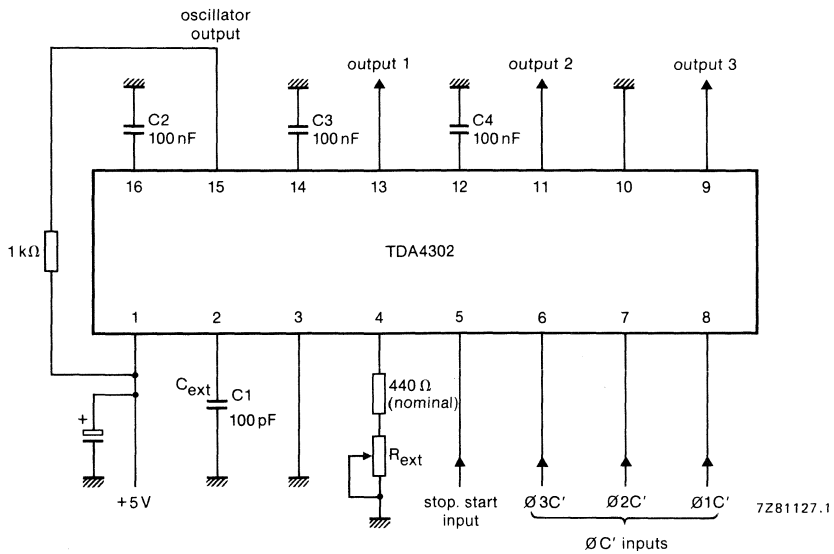 oscillator
output
output 1
output 2
output 3
C2
100 nF
C3
100 nF
C4
100 nF
16 15 14 13 12 11 10 9
1 kΩ
TDA4302
1 2 3 4 5 6 7 8
Cext C1
100 pF
440 Ω
(nominal)
Rext
+
+5 V
stop. start
input
Ø3C' Ø2C' Ø1C'
ØC' inputs
7Z81127.1